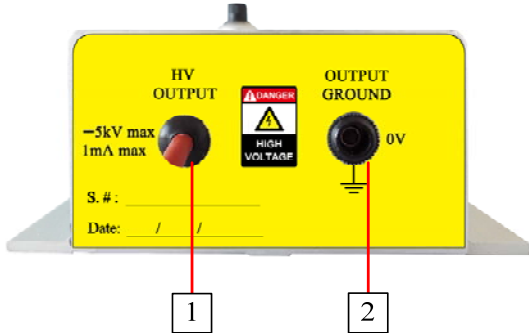 HV
OUTPUT
OUTPUT
GROUND
DANGER
HIGH
VOLTAGE
−5kV max
1mA max
0V
S. # :
Date: / /
1
2